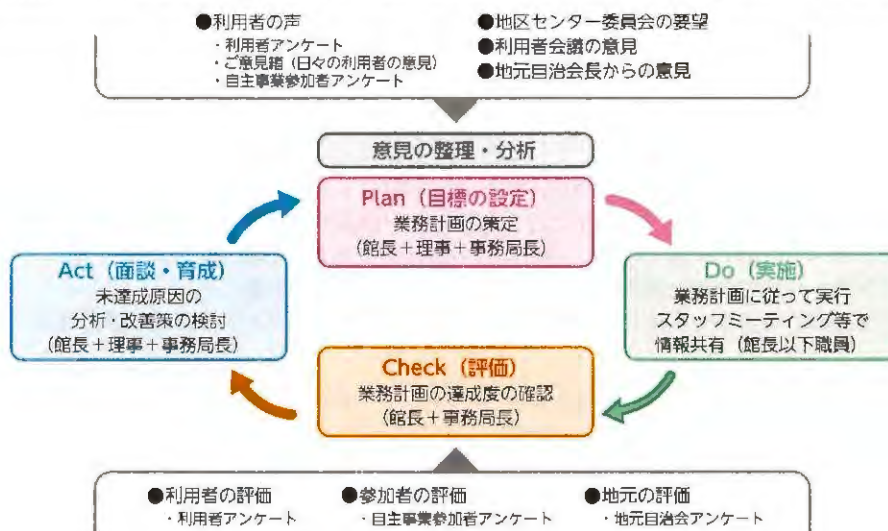 ●利用者の声
・利用者アンケート
・ご意見緒（日々の利用者の意見）
・自主事業参加者アンケート
●地区センター委員会の要望
●利用者会議の意見
●地元自治会長からの意見
意見の整理・分析
Plan（目標の設定）
業務計画の策定
（館長＋理事＋事務局長）
Do（実施）
業務計画に従って実行
スタッフミーティング等で
情報共有（館長以下職員）
Check（評価）
業務計画の達成度の確認
（館長＋事務局長）
Act（面談・育成）
未達成原因の
分析・改善策の検討
（館長＋理事＋事務局長）
●利用者の評価
・利用者アンケート
●参加者の評価
・自主事業参加者アンケート
●地元の評価
・地元自治会アンケート